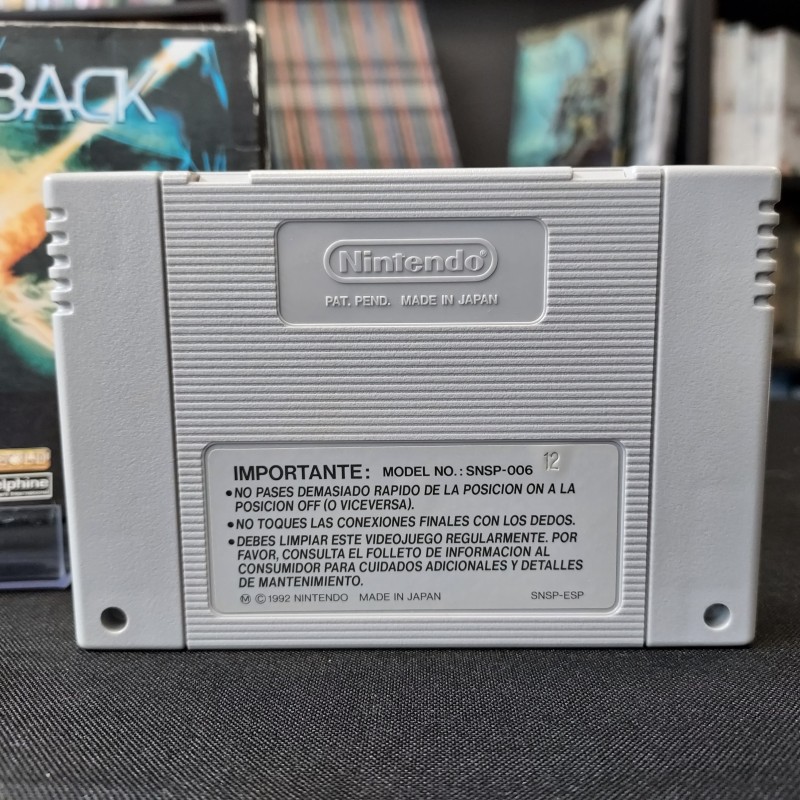 BACK
Nintendo®
PAT. PEND. MADE IN JAPAN
IMPORTANTE: MODEL NO.: SNSP-006 12
•NO PASES DEMASIADO RAPIDO DE LA POSICION ON A LA
POSICION OFF (O VICEVERSA).
•NO TOQUES LAS CONEXIONES FINALES CON LOS DEDOS.
•DEBES LIMPIAR ESTE VIDEOJUEGO REGULARMENTE. POR
FAVOR, CONSULTA EL FOLLETO DE INFORMACION AL
CONSUMIDOR PARA CUIDADOS ADICIONALES Y DETALLES
DE MANTENIMIENTO.
Ⓜ ©1992 NINTENDO MADE IN JAPAN SNSP-ESP
elphine